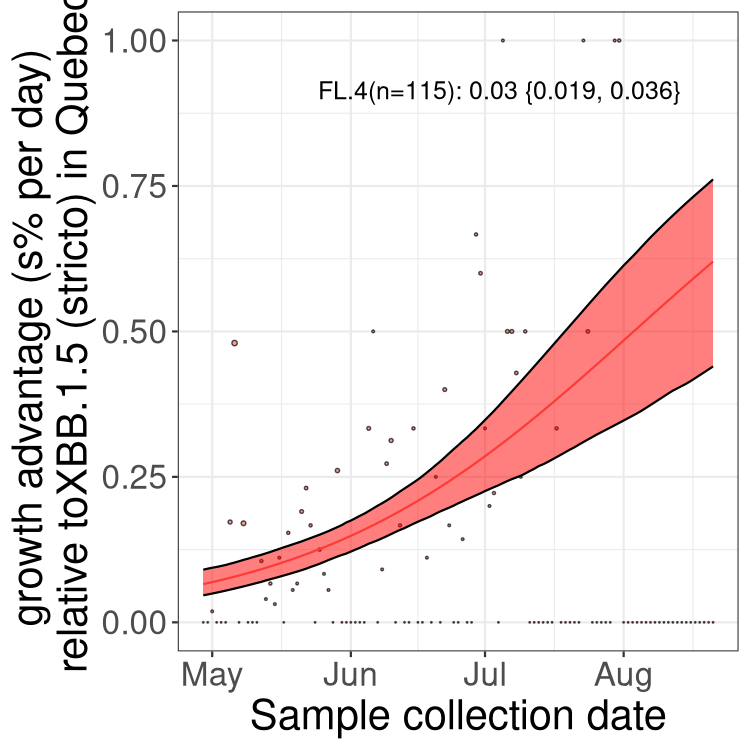 growth advantage (s% per day)
relative toXBB.1.5 (stricto) in Quebec
1.00
FL.4(n=115): 0.03 {0.019, 0.036}
0.75
0.50
0.25
0.00
May Jun Jul Aug
Sample collection date